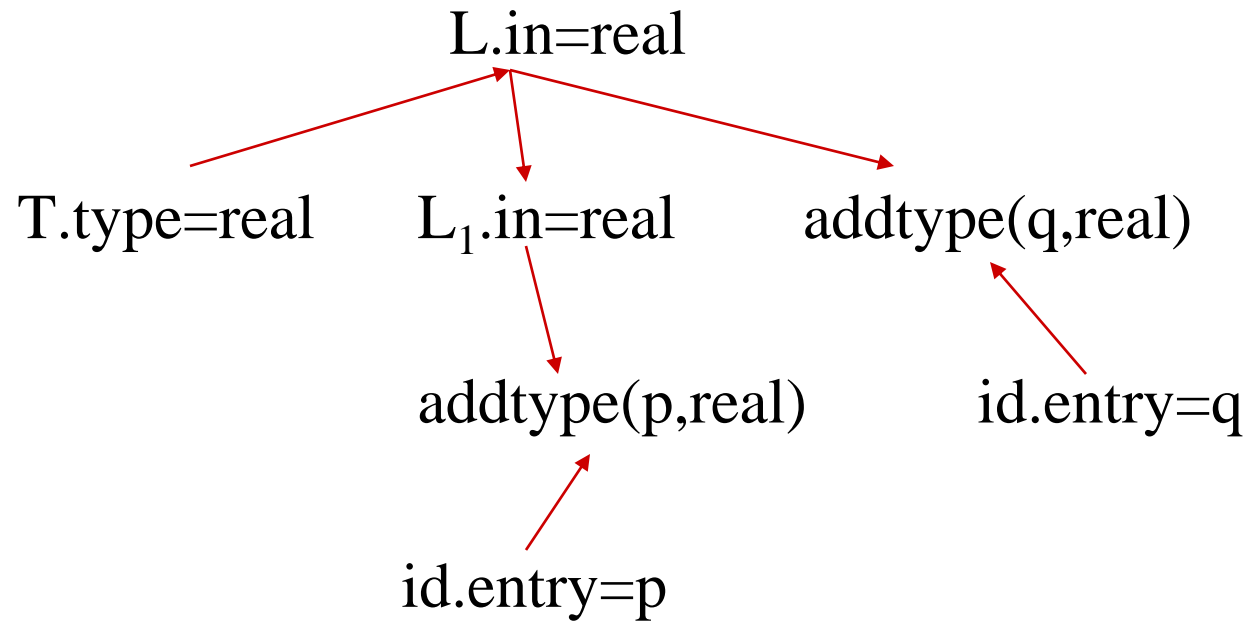 L.in=real
T.type=real L₁.in=real addtype(q,real)
addtype(p,real) id.entry=q
id.entry=p